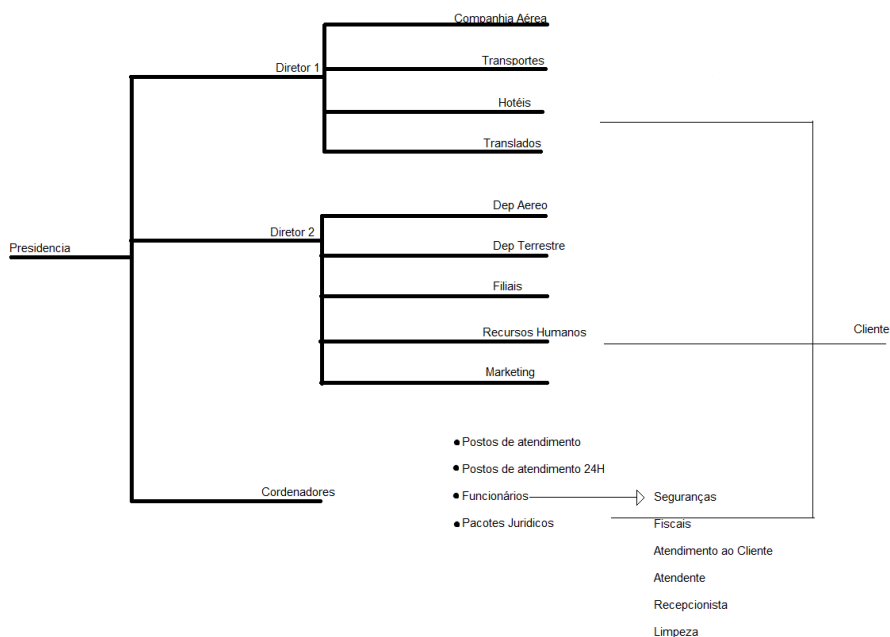 Companhia Aérea
Diretor 1
Transportes
Hotéis
Translados
Dep Aereo
Diretor 2
Dep Terrestre
Presidencia
Filiais
Recursos Humanos
Cliente
Marketing
Postos de atendimento
Postos de atendimento 24H
Cordenadores
Funcionários
Seguranças
Pacotes Juridicos
Fiscais
Atendimento ao Cliente
Atendente
Recepcionista
Limpeza